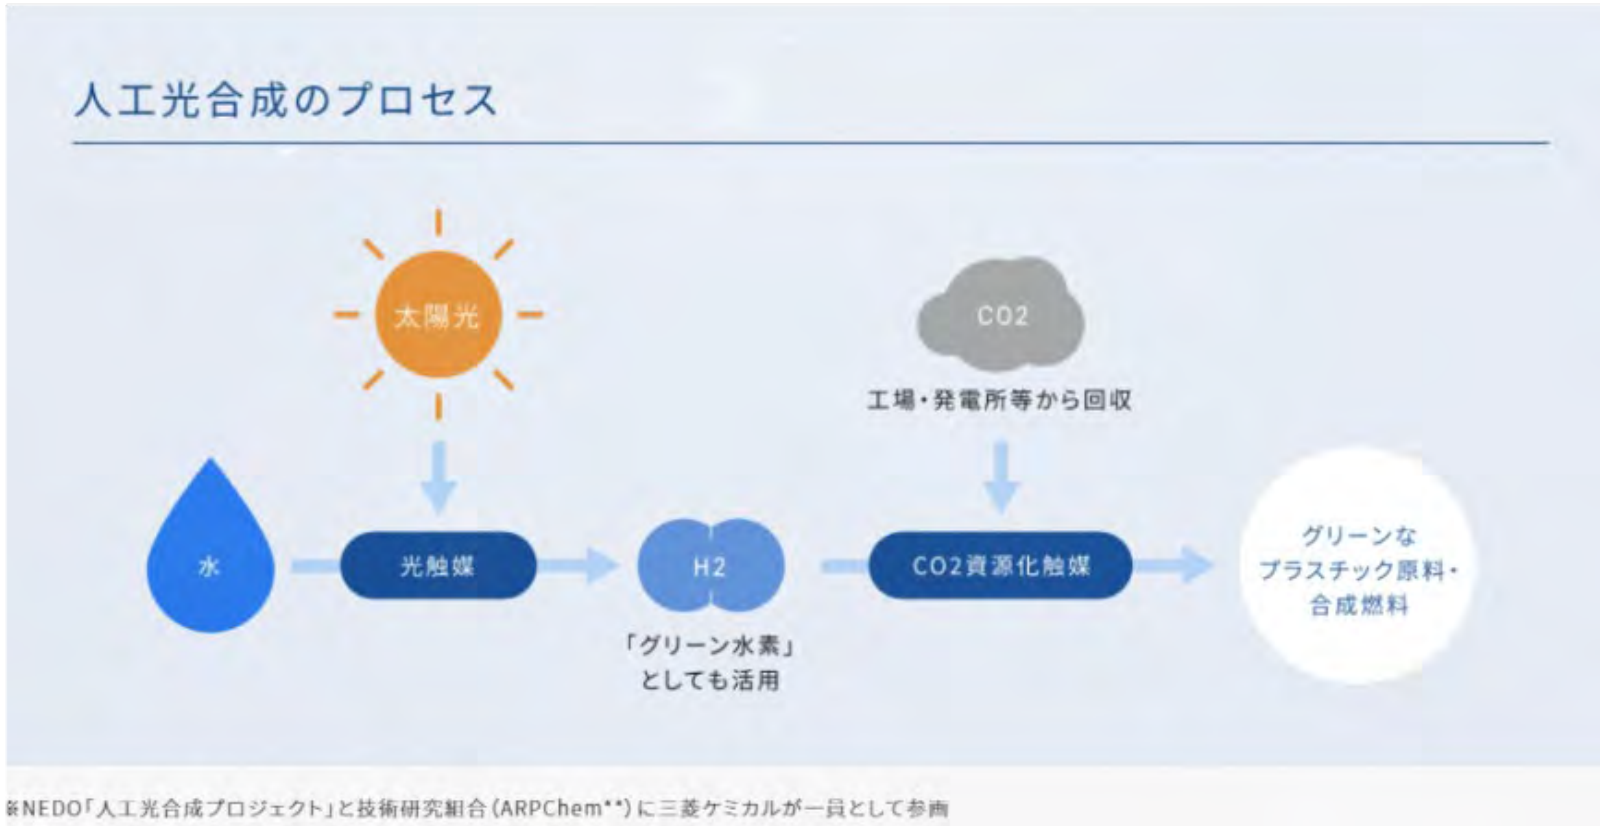 人工光合成のプロセス
太陽光
CO2
工場・発電所等から回収
水
光触媒
H2
CO2資源化触媒
グリーンな
プラスチック原料・
合成燃料
「グリーン水素」
としても活用
※NEDO「人工光合成プロジェクト」と技術研究組合(ARPChem**)に三菱ケミカルが一員として参画